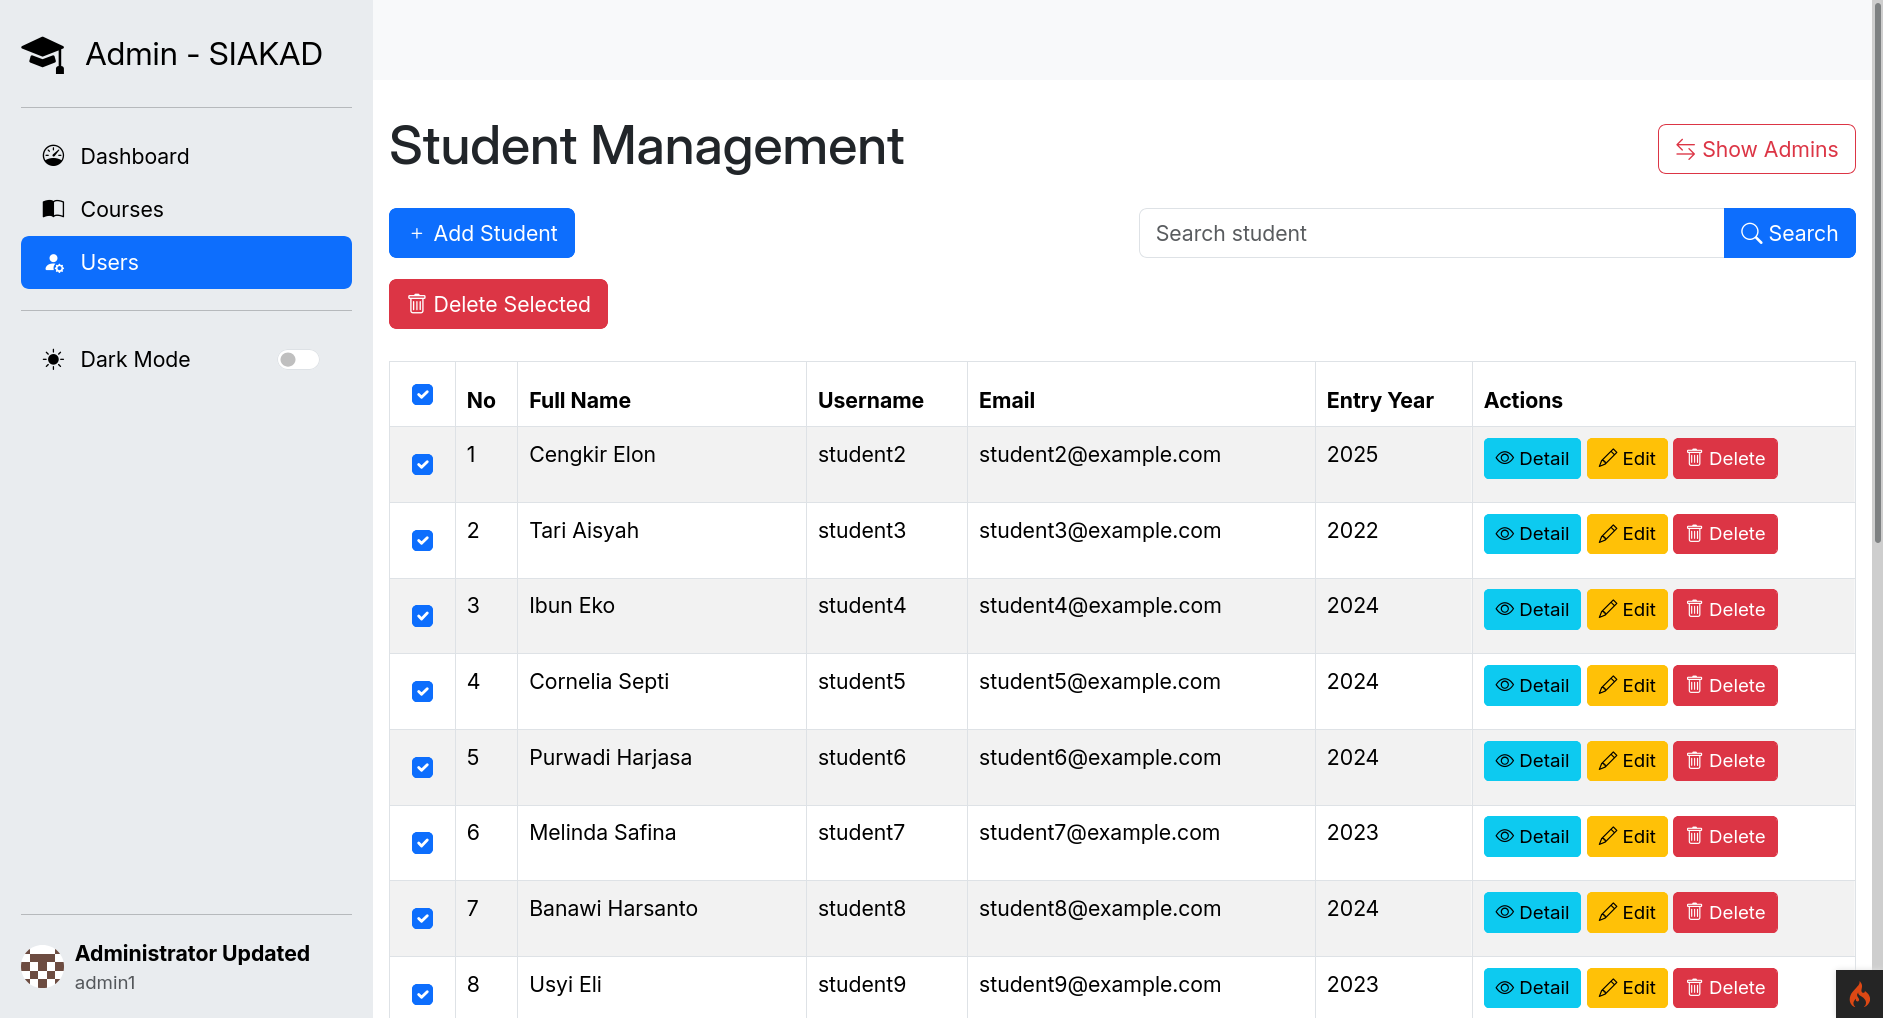 Admin - SIAKAD
Dashboard
Courses
Users
Dark Mode
Administrator Updated
admin1
Student Management
Show Admins
+ Add Student
Search student
Search
Delete Selected
No Full Name Username Email Entry Year Actions
1 Cengkir Elon student2 student2@example.com 2025 Detail Edit Delete
2 Tari Aisyah student3 student3@example.com 2022 Detail Edit Delete
3 Ibun Eko student4 student4@example.com 2024 Detail Edit Delete
4 Cornelia Septi student5 student5@example.com 2024 Detail Edit Delete
5 Purwadi Harjasa student6 student6@example.com 2024 Detail Edit Delete
6 Melinda Safina student7 student7@example.com 2023 Detail Edit Delete
7 Banawi Harsanto student8 student8@example.com 2024 Detail Edit Delete
8 Usyi Eli student9 student9@example.com 2023 Detail Edit Delete